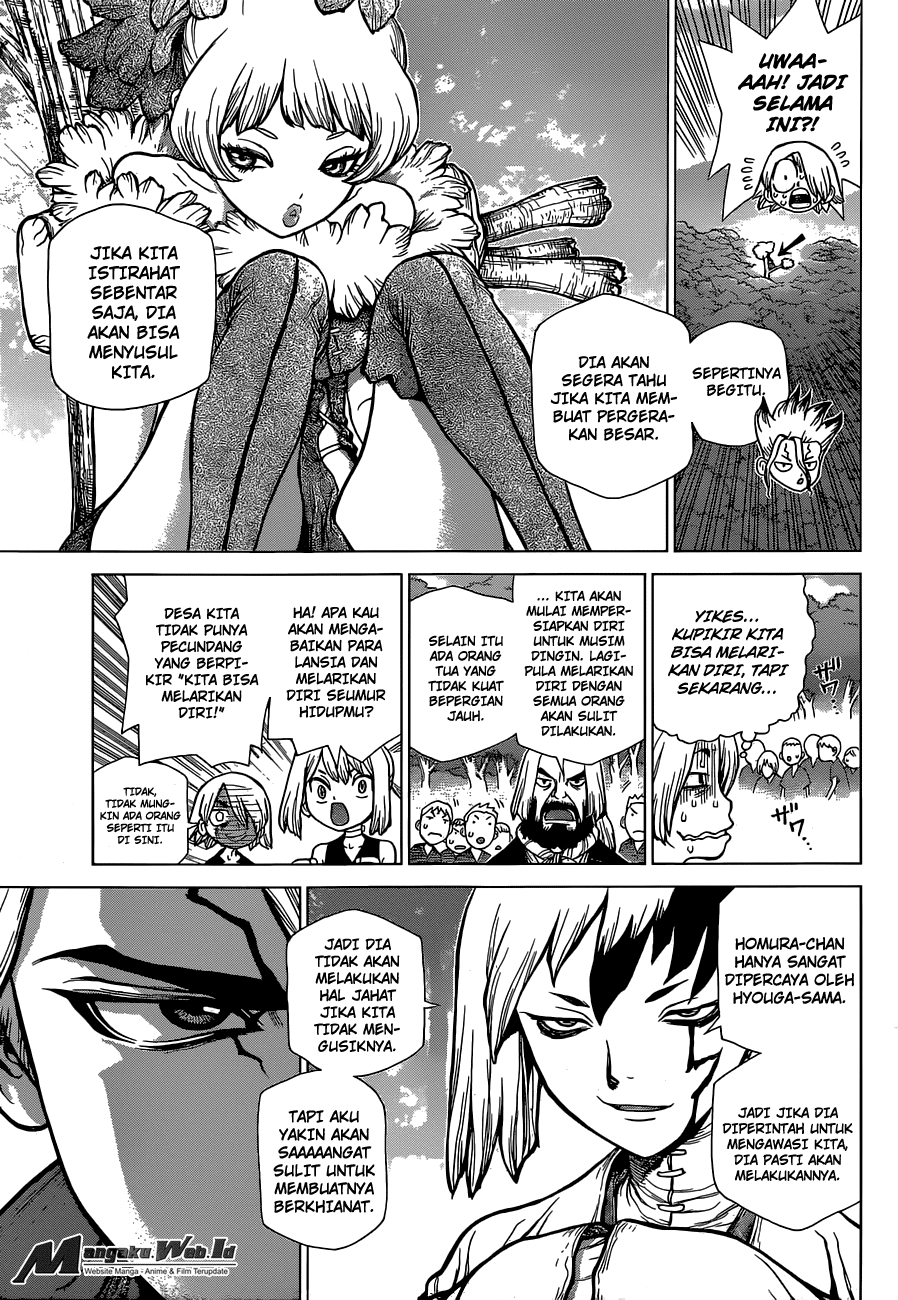 UWAA-
AAH! JADI
SELAMA
INI?!
SEPERTINYA
BEGITU.
DIA AKAN
SEGERA TAHU
JIKA KITA MEM-
BUAT PERGERA-
KAN BESAR.
JIKA KITA
ISTIRAHAT
SEBENTAR
SAJA, DIA
AKAN BISA
MENYUSUL
KITA.
YIKES...
KUPIKIR KITA
BISA MELARI-
KAN DIRI, TAPI
SEKARANG...
ザッ
ザワ
... KITA AKAN
MULAI MEMPER-
SIAPKAN DIRI
UNTUK MUSIM
DINGIN. LAGI-
PULA MELARIKAN
DIRI DENGAN
SEMUA ORANG
AKAN SULIT
DILAKUKAN.
SELAIN ITU
ADA ORANG
TUA YANG
TIDAK KUAT
BEPERGIAN
JAUH.
HA! APA KAU
AKAN MENGA-
BAIKAN PARA
LANSIA DAN
MELARIKAN
DIRI SEUMUR
HIDUPMU?
DESA KITA
TIDAK PUNYA
PECUNDANG
YANG BERPI-
KIR "KITA BISA
MELARIKAN
DIRI!"
TIDAK,
TIDAK MUNG-
KIN ADA ORANG
SEPERTI ITU
DI SINI.
HOMURA-CHAN
HANYA SANGAT
DIPERCAYA OLEH
HYOUGA-SAMA.
JADI JIKA DIA
DIPERINTAH UNTUK
MENGAWASI KITA,
DIA PASTI AKAN
MELAKUKANNYA.
JADI DIA
TIDAK AKAN
MELAKUKAN
HAL JAHAT
JIKA KITA
TIDAK MEN-
GUSIKNYA.
TAPI AKU
YAKIN AKAN
SAAAAANGAT
SULIT UNTUK
MEMBUATNYA
BERKHIANAT.
Mangaku.Web.Id
Website Manga - Anime & Film Terupdate